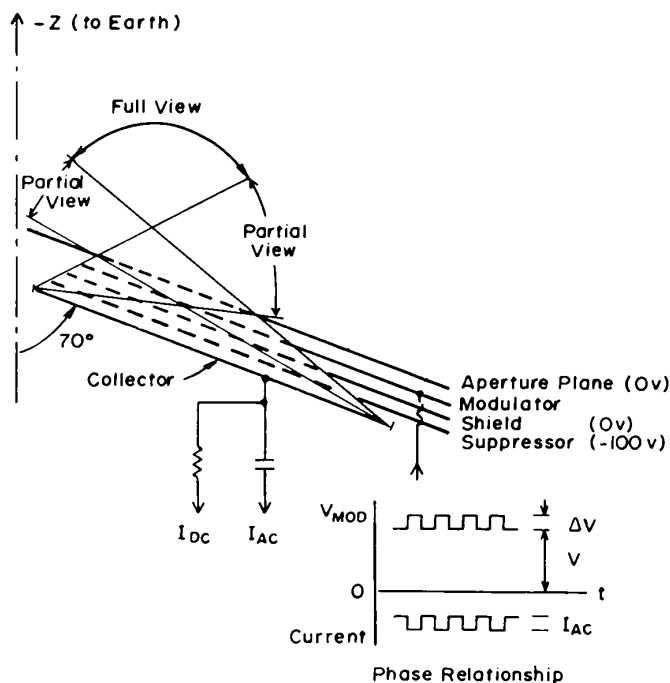 -Z (to Earth)
Full View
Partial
View
Partial
View
70°
Collector
Aperture Plane (0v)
Modulator
Shield (0v)
Suppressor (-100v)
I_DC
I_AC
V_MOD
ΔV
V
0
t
I_AC
Current
Phase Relationship